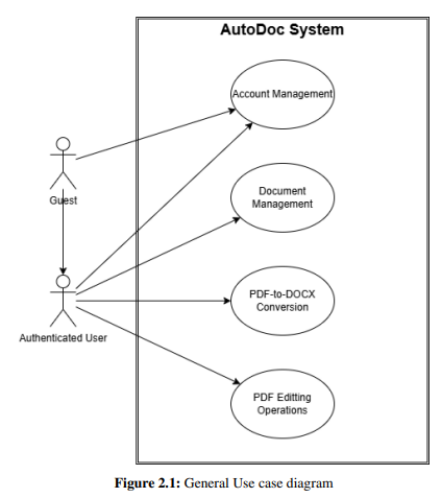 AutoDoc System
Account Management
Guest
Document
Management
PDF-to-DOCX
Conversion
Authenticated User
PDF Editting
Operations
Figure 2.1: General Use case diagram